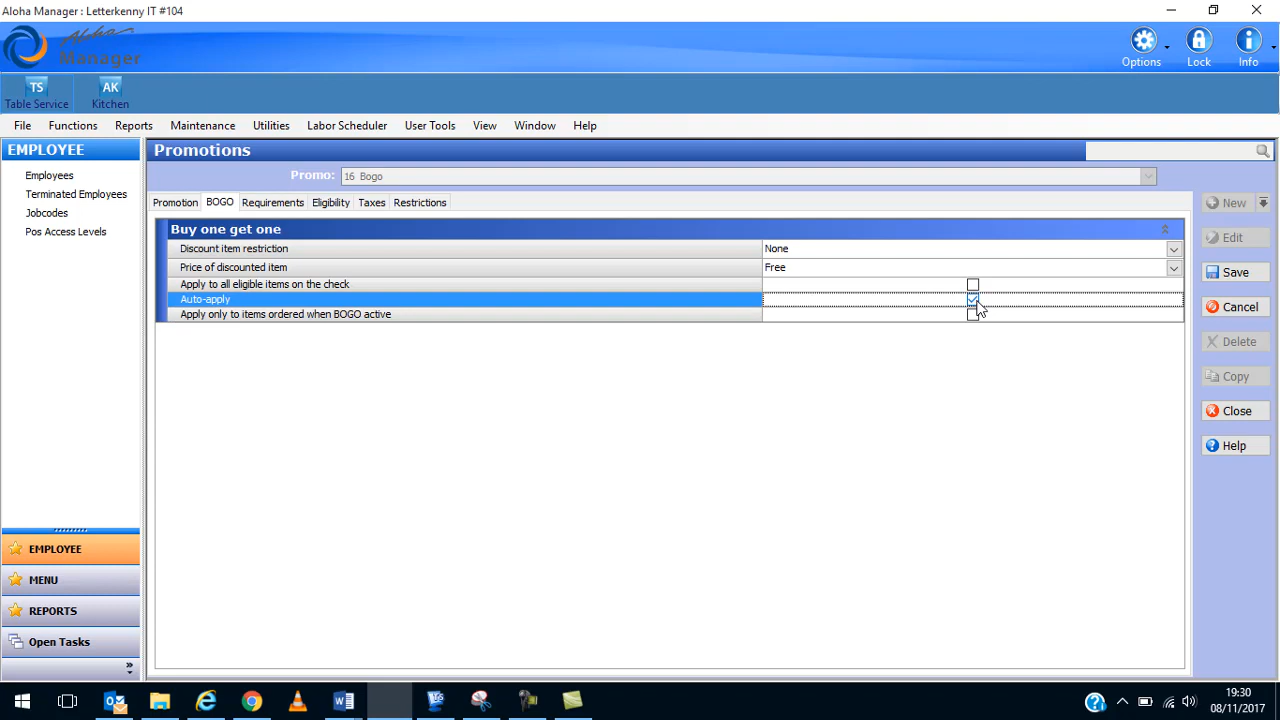 Aloha Manager: Letterkenny IT #104
Aloha
Manager
Options
Lock
Info
TS
Table Service
AK
Kitchen
File Functions Reports Maintenance Utilities Labor Scheduler User Tools View Window Help
EMPLOYEE
Employees
Terminated Employees
Jobcodes
Pos Access Levels
Promotions
Promo: 16 Bogo
Promotion BOGO Requirements Eligibility Taxes Restrictions
Buy one get one
Discount item restriction None
Price of discounted item Free
Apply to all eligible items on the check
Auto-apply
Apply only to items ordered when BOGO active
New
Edit
Save
Cancel
Delete
Copy
Close
Help
EMPLOYEE
MENU
REPORTS
Open Tasks
19:30
08/11/2017